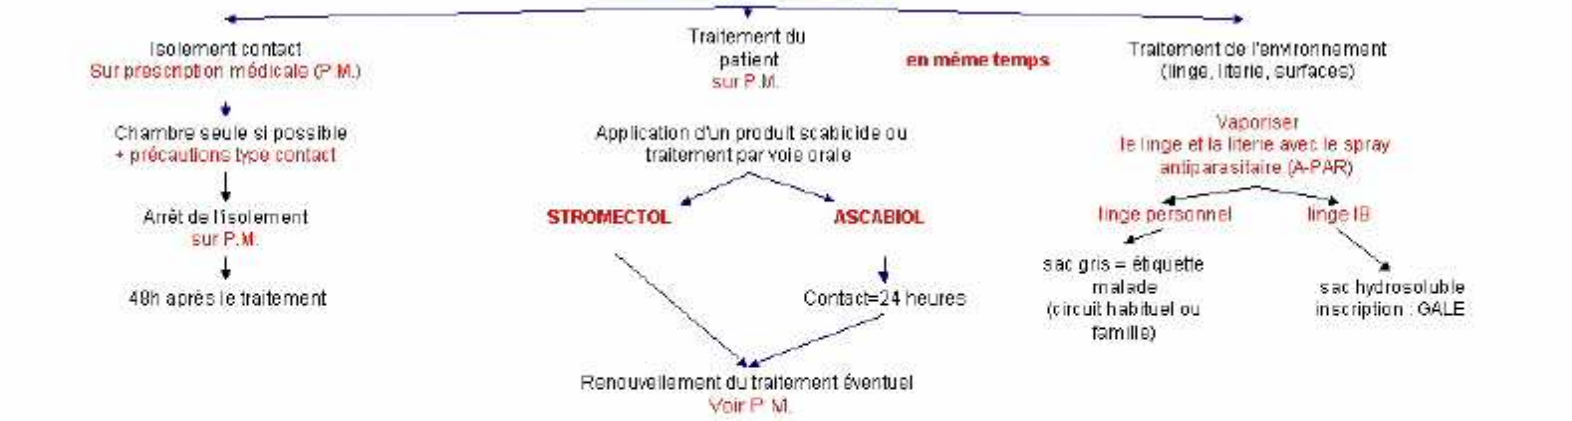 Isolement contact
Sur prescription médicale (P.M.)
Chambre seule si possible
+ précautions type contact
Arrêt de l'isolement
sur P.M.
48h après le traitement
Traitement du
patient
sur P.M.
en même temps
Application d'un produit scabicide ou
traitement par voie orale
STROMECTOL
ASCABIOL
Contact=24 heures
Renouvellement du traitement éventuel
Voir P.M.
Traitement de l'environnement
(linge, literie, surfaces)
Vaporiser
le linge et la literie avec le spray
antiparasitaire (A-PAR)
linge personnel
linge IB
sac gris = étiquette
malade
(circuit habituel ou
famille)
sac hydrosoluble
inscription : GALE